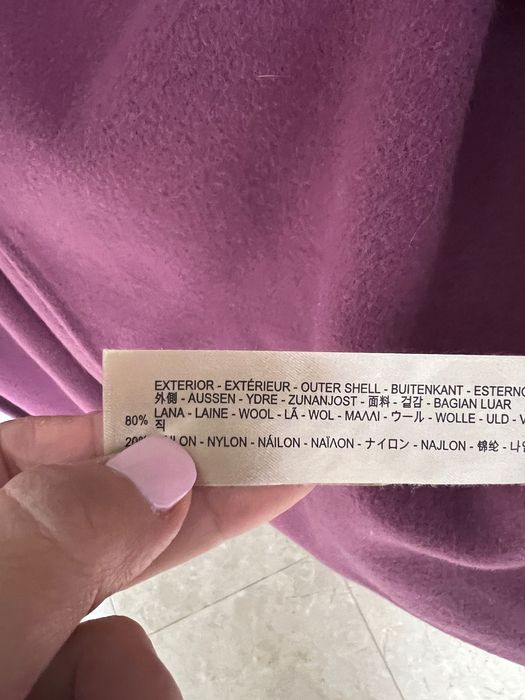 EXTERIOR - EXTÉRIEUR - OUTER SHELL - BUITENKANT - ESTERNO
外側 - AUSSEN - YDRE - ZUNANJOST - 面料 - 겉감 - BAGIAN LUAR
80% LANA - LAINE - WOOL - LÃ - WOL - ΜΑΛΛΙ - ウール - WOLLE - ULD -
직
20% - NYLON - NÁILON - ΝΑΪΛΟΝ - ナイロン - NAJLON - 锦纶 -